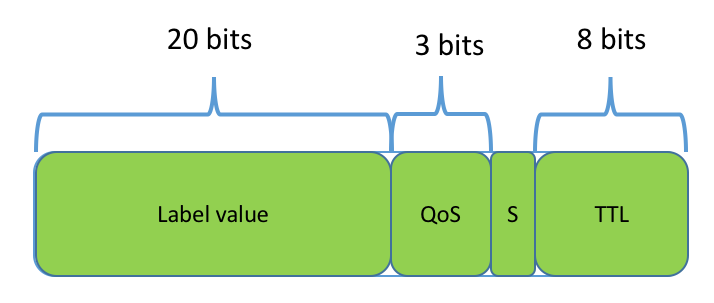 20 bits
3 bits
8 bits
Label value
QoS
S
TTL